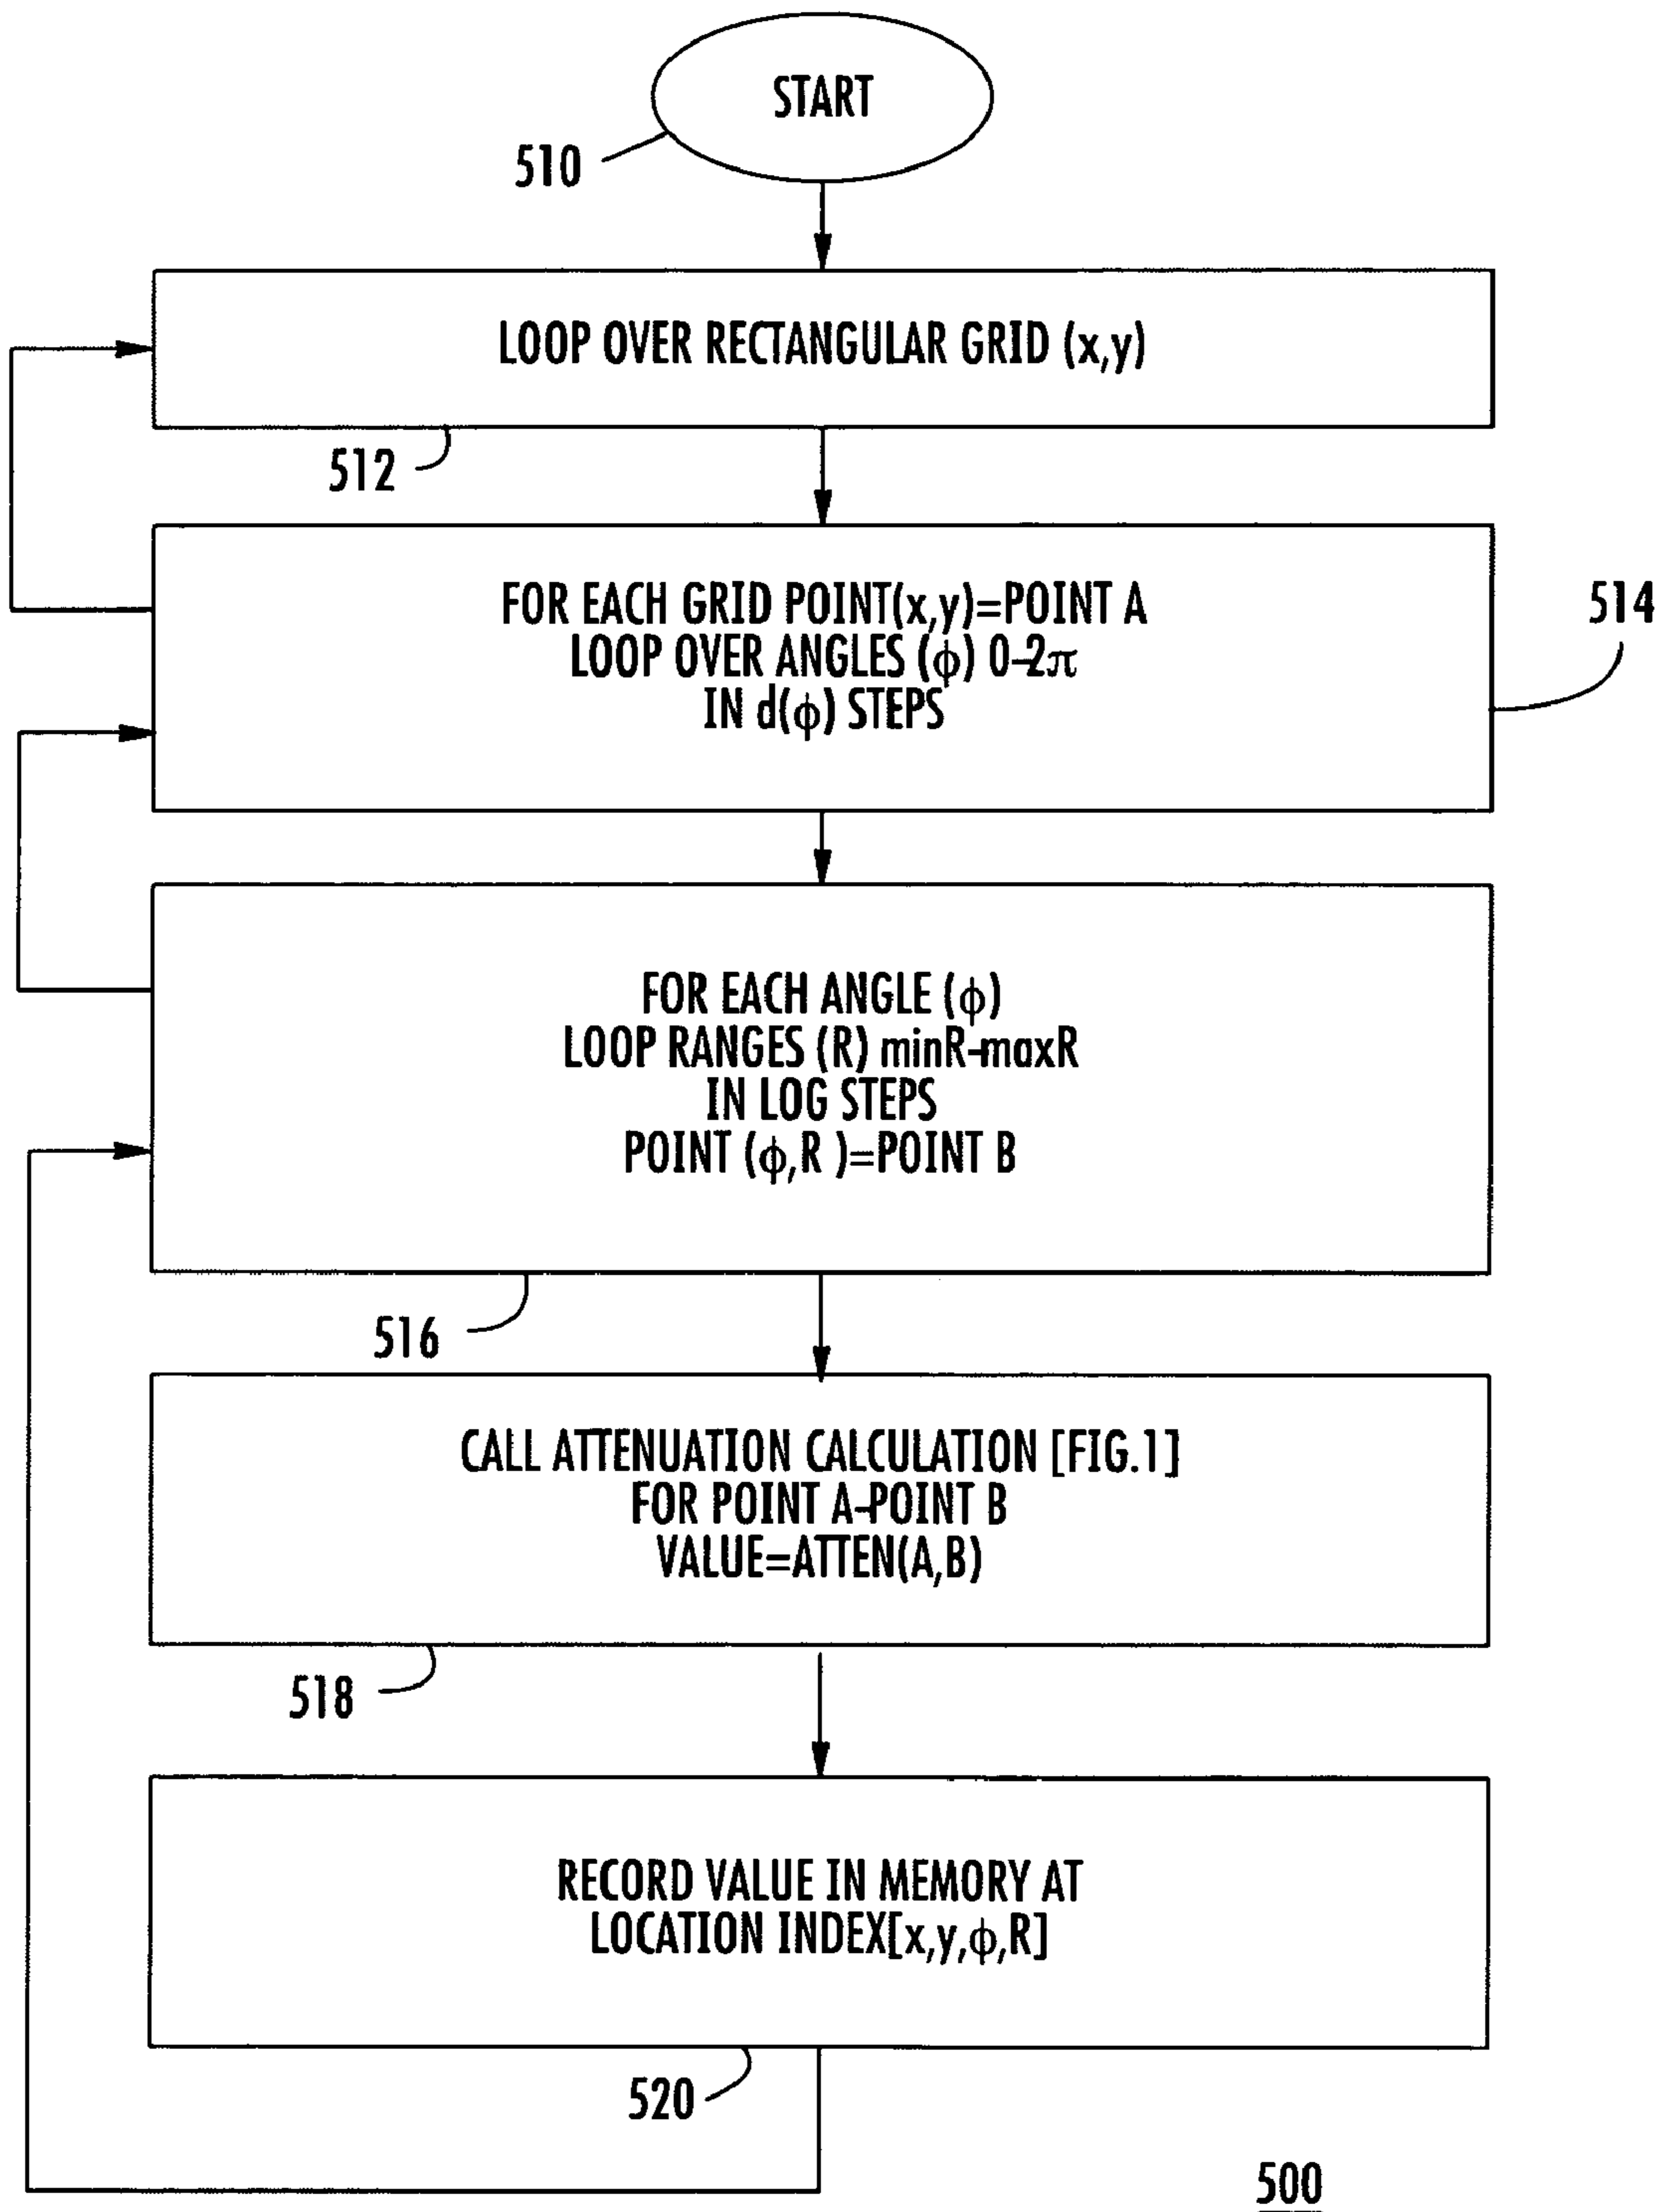 START
510
LOOP OVER RECTANGULAR GRID (x,y)
512
FOR EACH GRID POINT(x,y)=POINT A
LOOP OVER ANGLES (ϕ) 0-2π
IN d(ϕ) STEPS
514
FOR EACH ANGLE (ϕ)
LOOP RANGES (R) minR-maxR
IN LOG STEPS
POINT (ϕ,R )=POINT B
516
CALL ATTENUATION CALCULATION [FIG.1]
FOR POINT A-POINT B
VALUE=ATTEN(A,B)
518
RECORD VALUE IN MEMORY AT
LOCATION INDEX[x,y,ϕ,R]
520
500